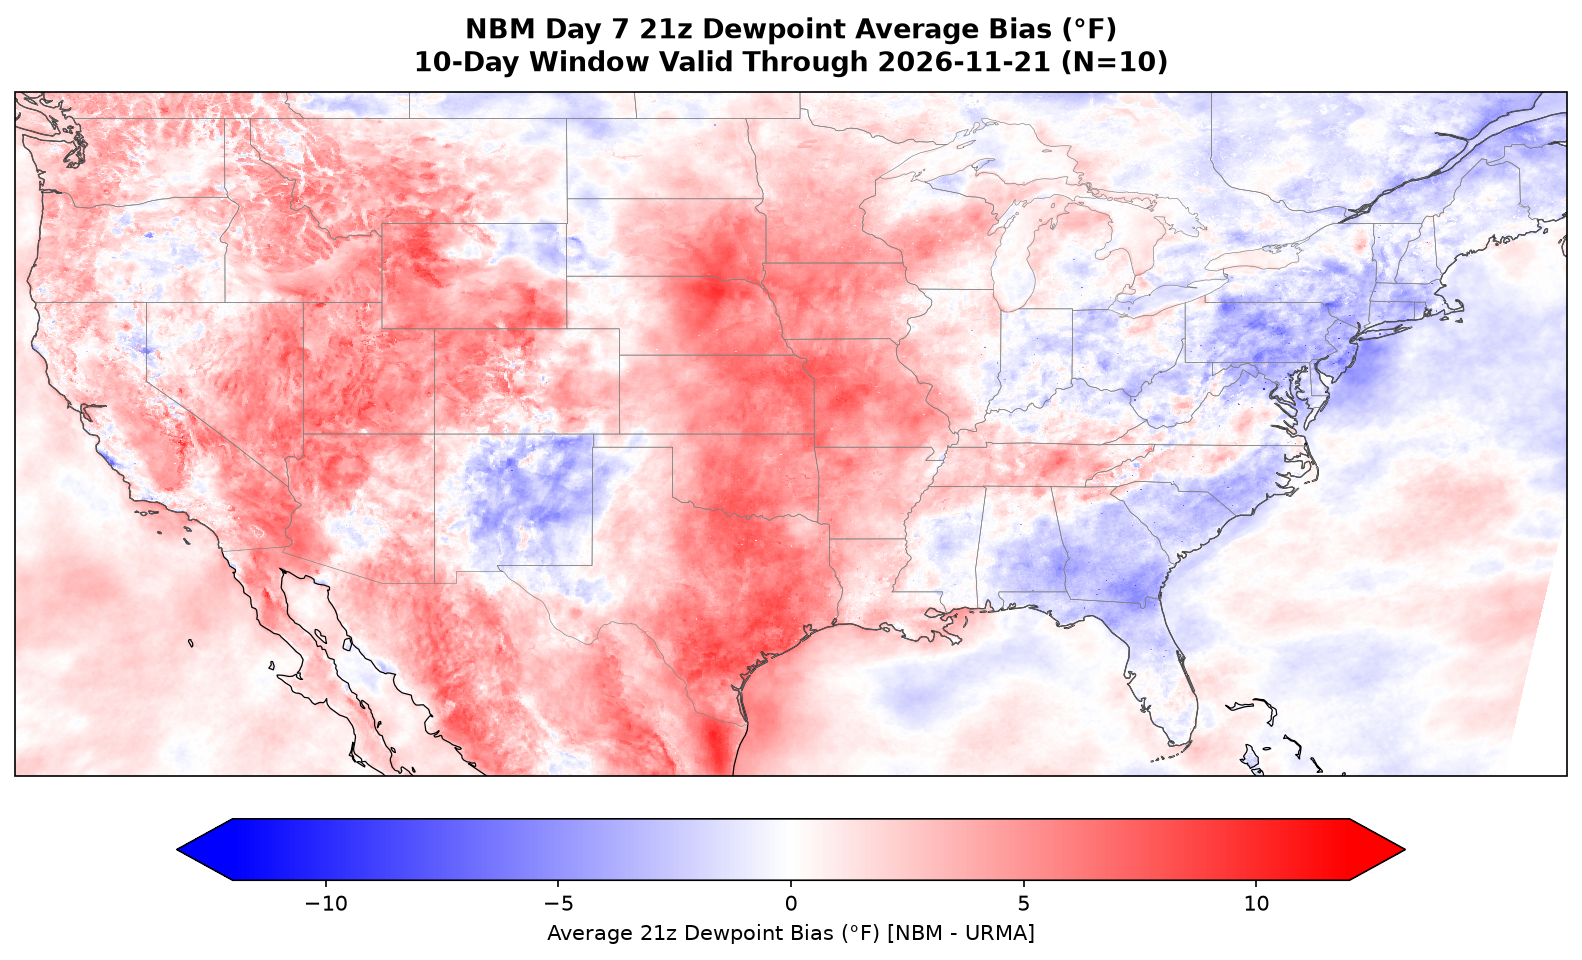 NBM Day 7 21z Dewpoint Average Bias (°F)
10-Day Window Valid Through 2026-11-21 (N=10)
−10 −5 0 5 10
Average 21z Dewpoint Bias (°F) [NBM - URMA]